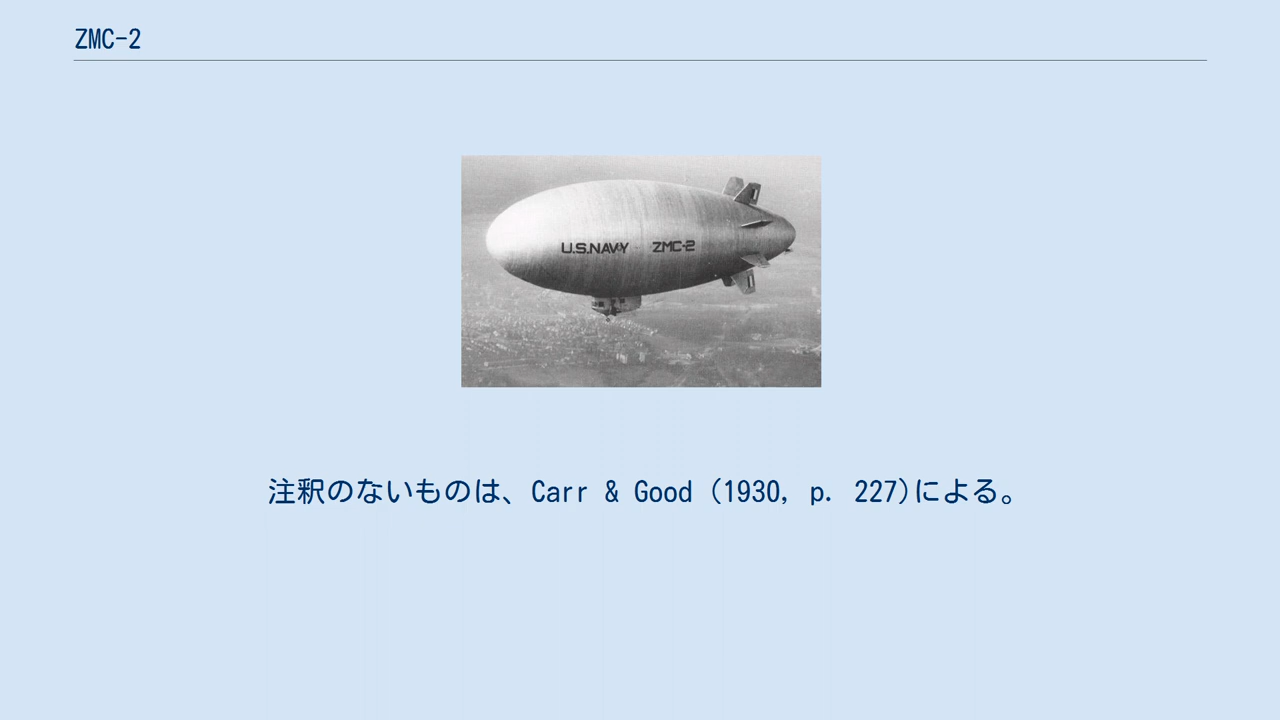 ZMC-2
U.S.NAVY ZMC-2
注釈のないものは、Carr & Good (1930, p. 227)による。